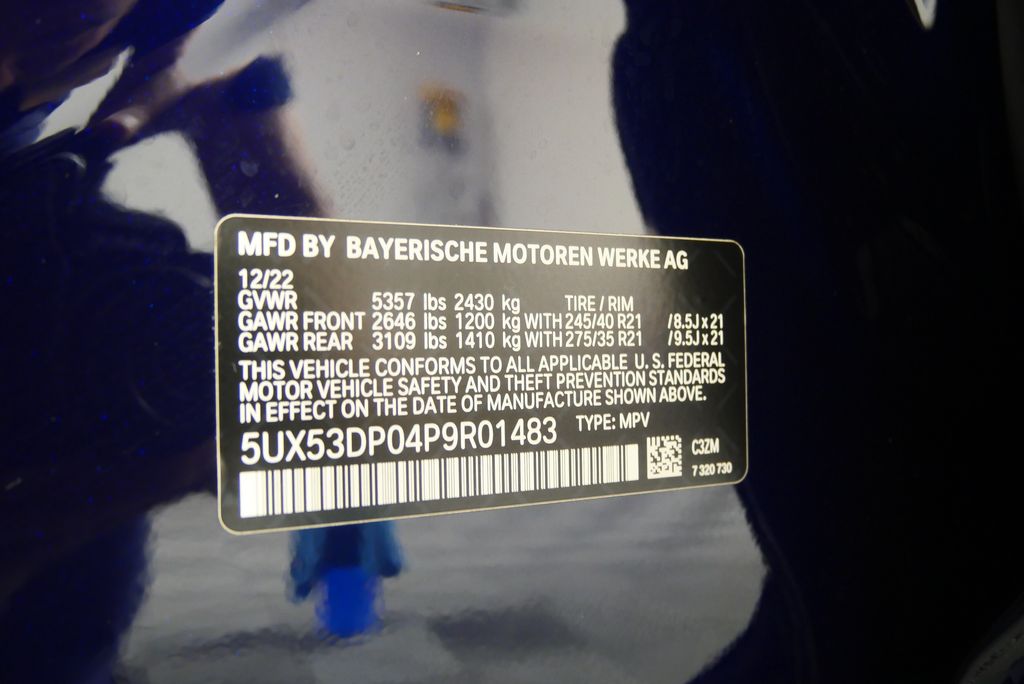 MFD BY BAYERISCHE MOTOREN WERKE AG
12/22
GVWR 5357 lbs 2430 kg TIRE / RIM
GAWR FRONT 2646 lbs 1200 kg WITH 245/40 R21 /8.5J x 21
GAWR REAR 3109 lbs 1410 kg WITH 275/35 R21 /9.5J x 21
THIS VEHICLE CONFORMS TO ALL APPLICABLE U. S. FEDERAL
MOTOR VEHICLE SAFETY AND THEFT PREVENTION STANDARDS
IN EFFECT ON THE DATE OF MANUFACTURE SHOWN ABOVE.
5UX53DP04P9R01483 TYPE: MPV
C3ZM
7 320 730